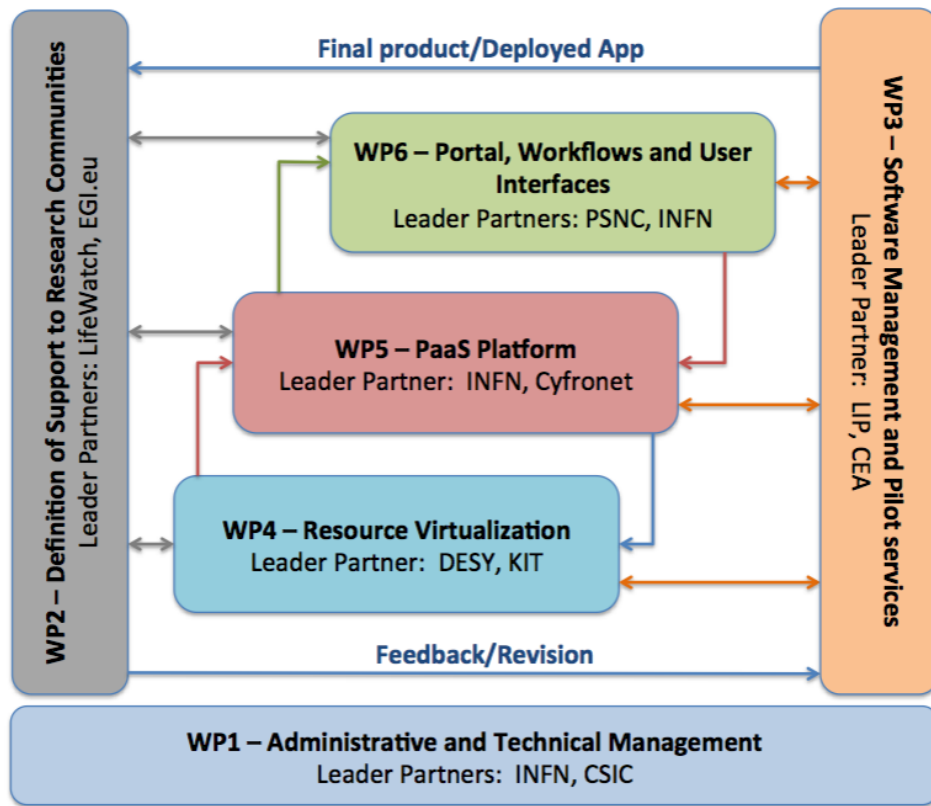 Final product/Deployed App
WP2 – Definition of Support to Research Communities
Leader Partners: LifeWatch, EGI.eu
WP6 – Portal, Workflows and User
Interfaces
Leader Partners: PSNC, INFN
WP5 – PaaS Platform
Leader Partner:  INFN, Cyfronet
WP4 – Resource Virtualization
Leader Partner:  DESY, KIT
WP3 – Software Management and Pilot services
Leader Partner:  LIP, CEA
Feedback/Revision
WP1 – Administrative and Technical Management
Leader Partners:  INFN, CSIC